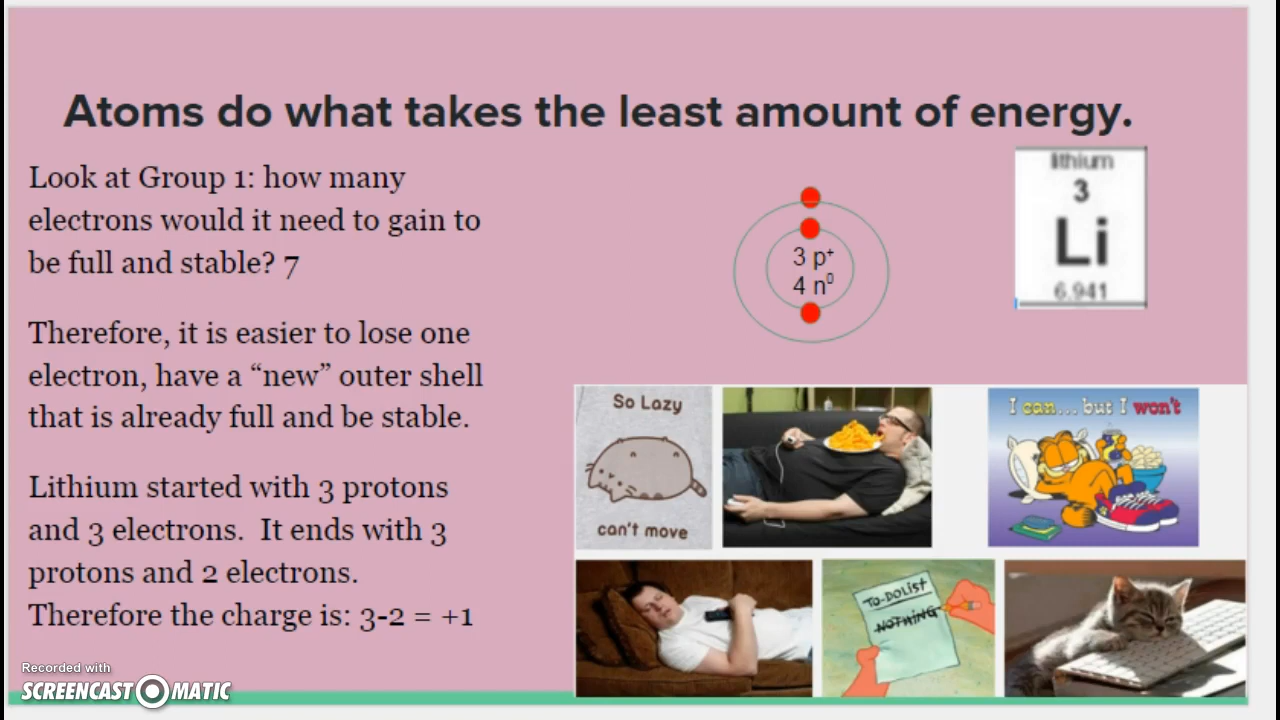 Atoms do what takes the least amount of energy.
Look at Group 1: how many
electrons would it need to gain to
be full and stable? 7
Therefore, it is easier to lose one
electron, have a “new” outer shell
that is already full and be stable.
Lithium started with 3 protons
and 3 electrons.  It ends with 3
protons and 2 electrons.
Therefore the charge is: 3-2 = +1
3 p⁺
4 n⁰
lithium
3
Li
6.941
So Lazy
can't move
I can... but I won't
TO-DO LIST
NOTHING
Recorded with
SCREENCAST MATIC